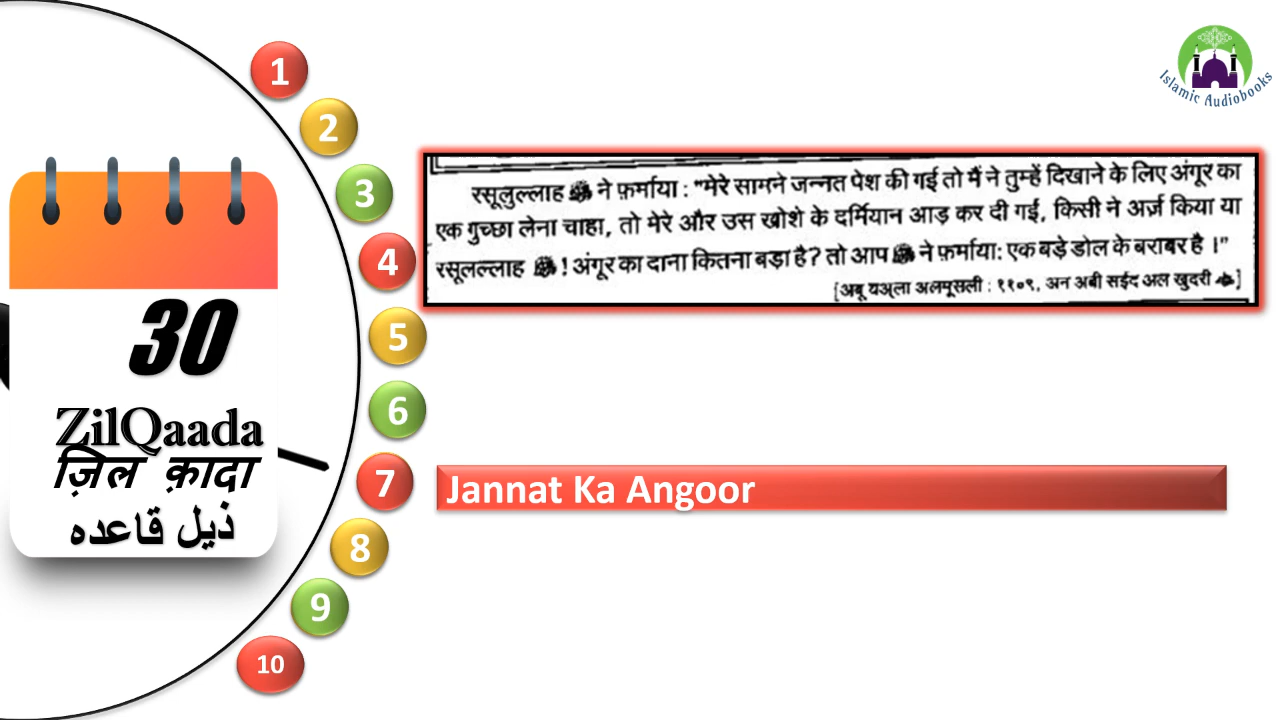 1
2
3
4
5
6
7
8
9
10
30
ZilQaada
ज़िल क़ादा
ذیل قاعدہ
Islamic Audiobooks
रसूलुल्लाह ﷺ ने फ़र्माया : "मेरे सामने जन्नत पेश की गई तो मैं ने तुम्हें दिखाने के लिए अंगूर का
एक गुच्छा लेना चाहा, तो मेरे और उस खोशे के दर्मियान आड़ कर दी गई, किसी ने अर्ज़ किया या
रसूलल्लाह ﷺ ! अंगूर का दाना कितना बड़ा है? तो आप ﷺ ने फ़र्माया: एक बड़े डोल के बराबर है ।"
[अबू यअ्ला अलमूसली : ११०९, अन अबी सईद अल खुदरी]
Jannat Ka Angoor